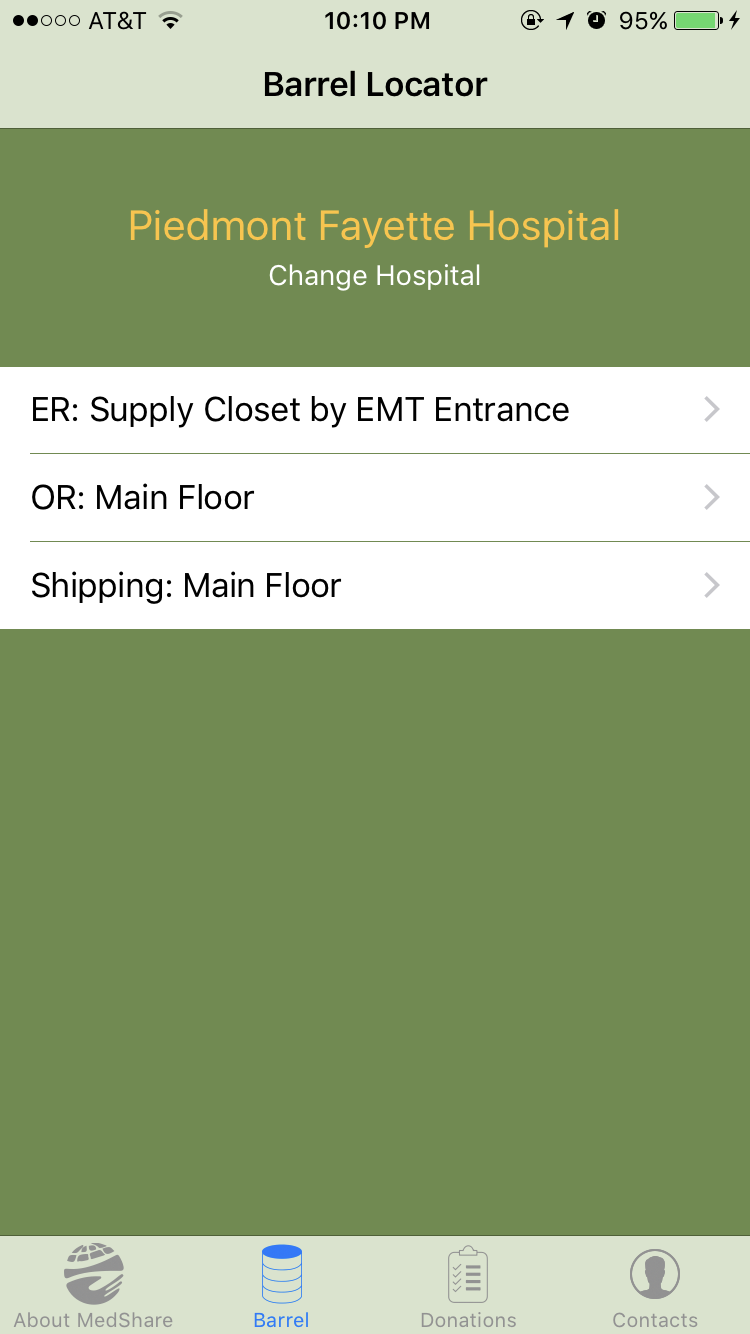 AT&T 10:10 PM 95%
Barrel Locator
Piedmont Fayette Hospital
Change Hospital
ER: Supply Closet by EMT Entrance
OR: Main Floor
Shipping: Main Floor
About MedShare Barrel Donations Contacts